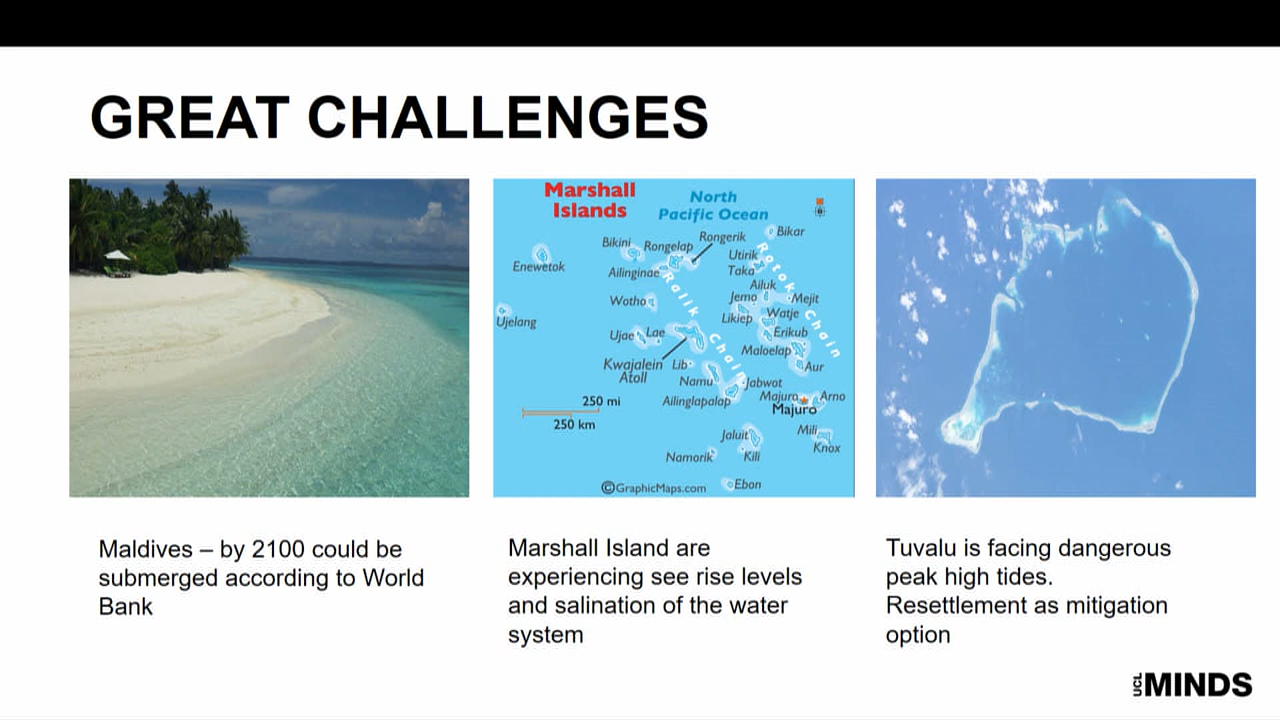 GREAT CHALLENGES
Marshall
Islands
North
Pacific Ocean
Bikar
Rongerik
Bikini
Rongelap
Utirik
Enewetok
Ailinginae
Taka
Ailuk
Ratak Chain
Ralik Chain
Wotho
Jemo
Mejit
Ujelang
Likiep
Watje
Ujae
Lae
Erikub
Maloelap
Kwajalein
Atoll
Lib
Aur
Namu
Jabwot
Ailinglapalap
Majuro
Arno
Majuro
250 mi
250 km
Jaluit
Mili
Knox
Namorik
Kili
Ebon
©GraphicMaps.com
Maldives – by 2100 could be
submerged according to World
Bank
Marshall Island are
experiencing see rise levels
and salination of the water
system
Tuvalu is facing dangerous
peak high tides.
Resettlement as mitigation
option
UCL MINDS